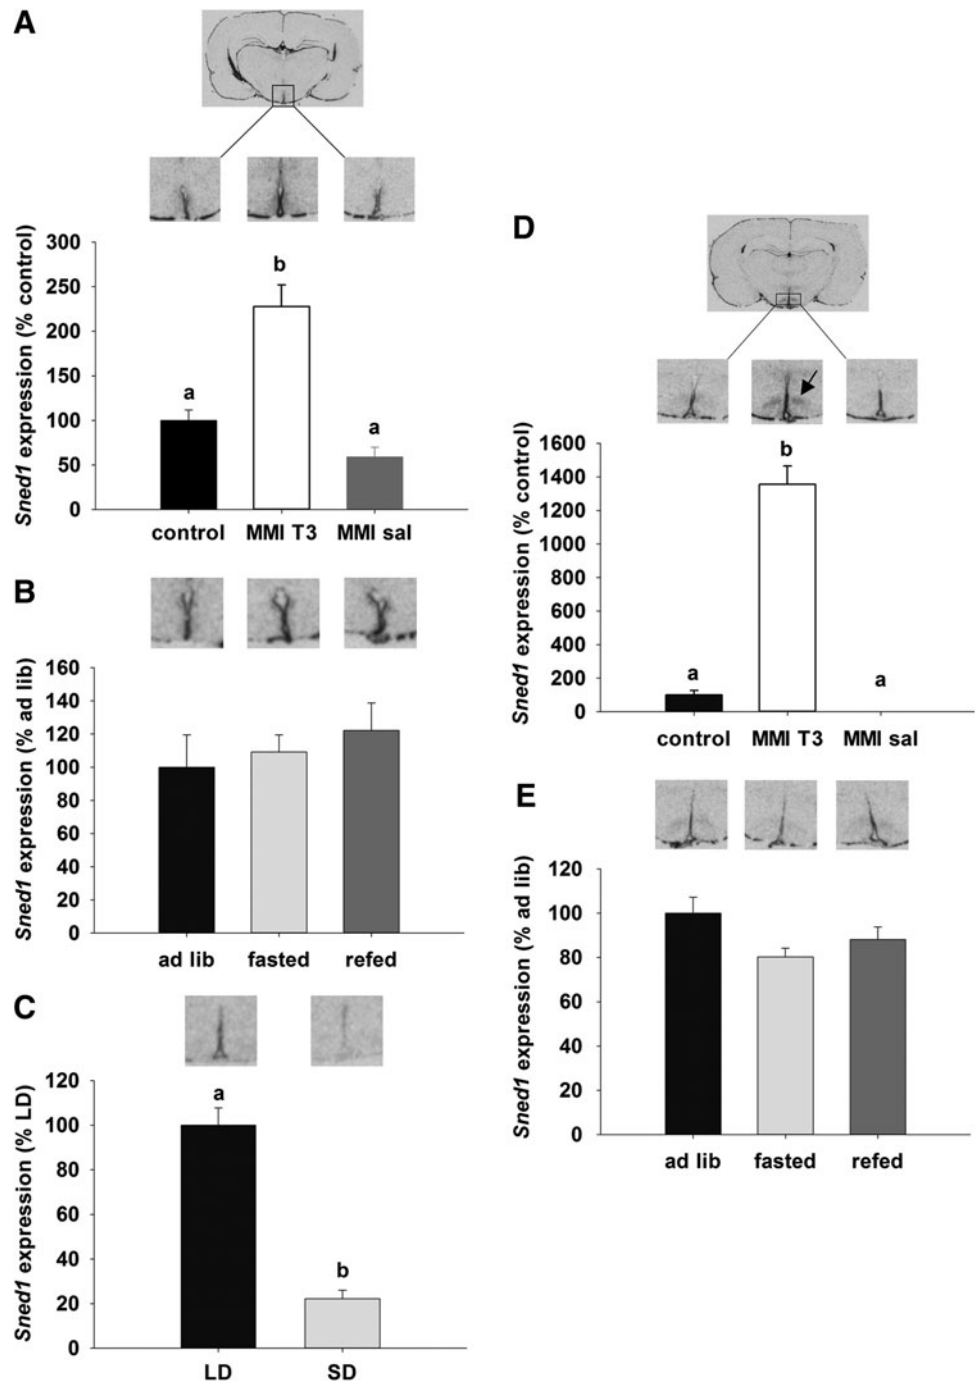 A
Sned1 expression (% control)
300
250
200
150
100
50
0
a
b
a
control MMI T3 MMI sal
B
Sned1 expression (% ad lib)
160
140
120
100
80
60
40
20
0
ad lib fasted refed
C
Sned1 expression (% LD)
120
100
80
60
40
20
0
a
b
LD SD
D
Sned1 expression (% control)
1600
1400
1200
1000
800
600
400
200
0
a
b
a
control MMI T3 MMI sal
E
Sned1 expression (% ad lib)
120
100
80
60
40
20
0
ad lib fasted refed